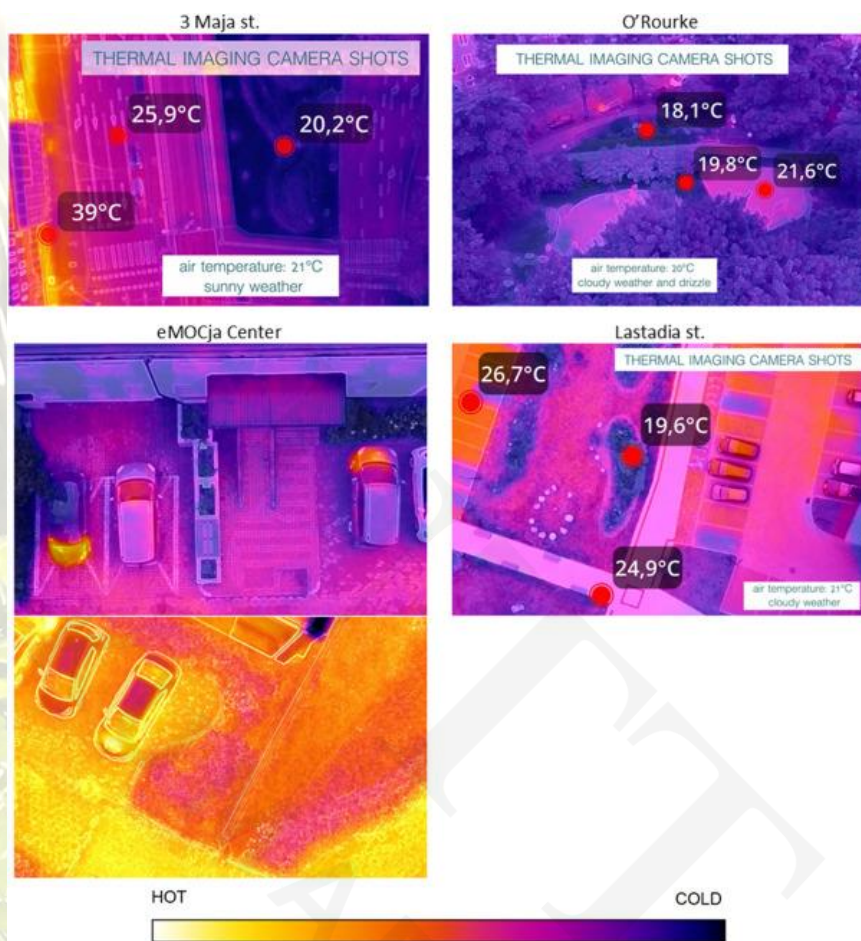 3 Maja st.
THERMAL IMAGING CAMERA SHOTS
25,9°C
20,2°C
39°C
air temperature: 21°C
sunny weather
O'Rourke
THERMAL IMAGING CAMERA SHOTS
18,1°C
19,8°C
21,6°C
air temperature: 20°C
cloudy weather and drizzle
eMOCja Center
Lastadia st.
THERMAL IMAGING CAMERA SHOTS
26,7°C
19,6°C
24,9°C
air temperature: 21°C
cloudy weather
HOT
COLD